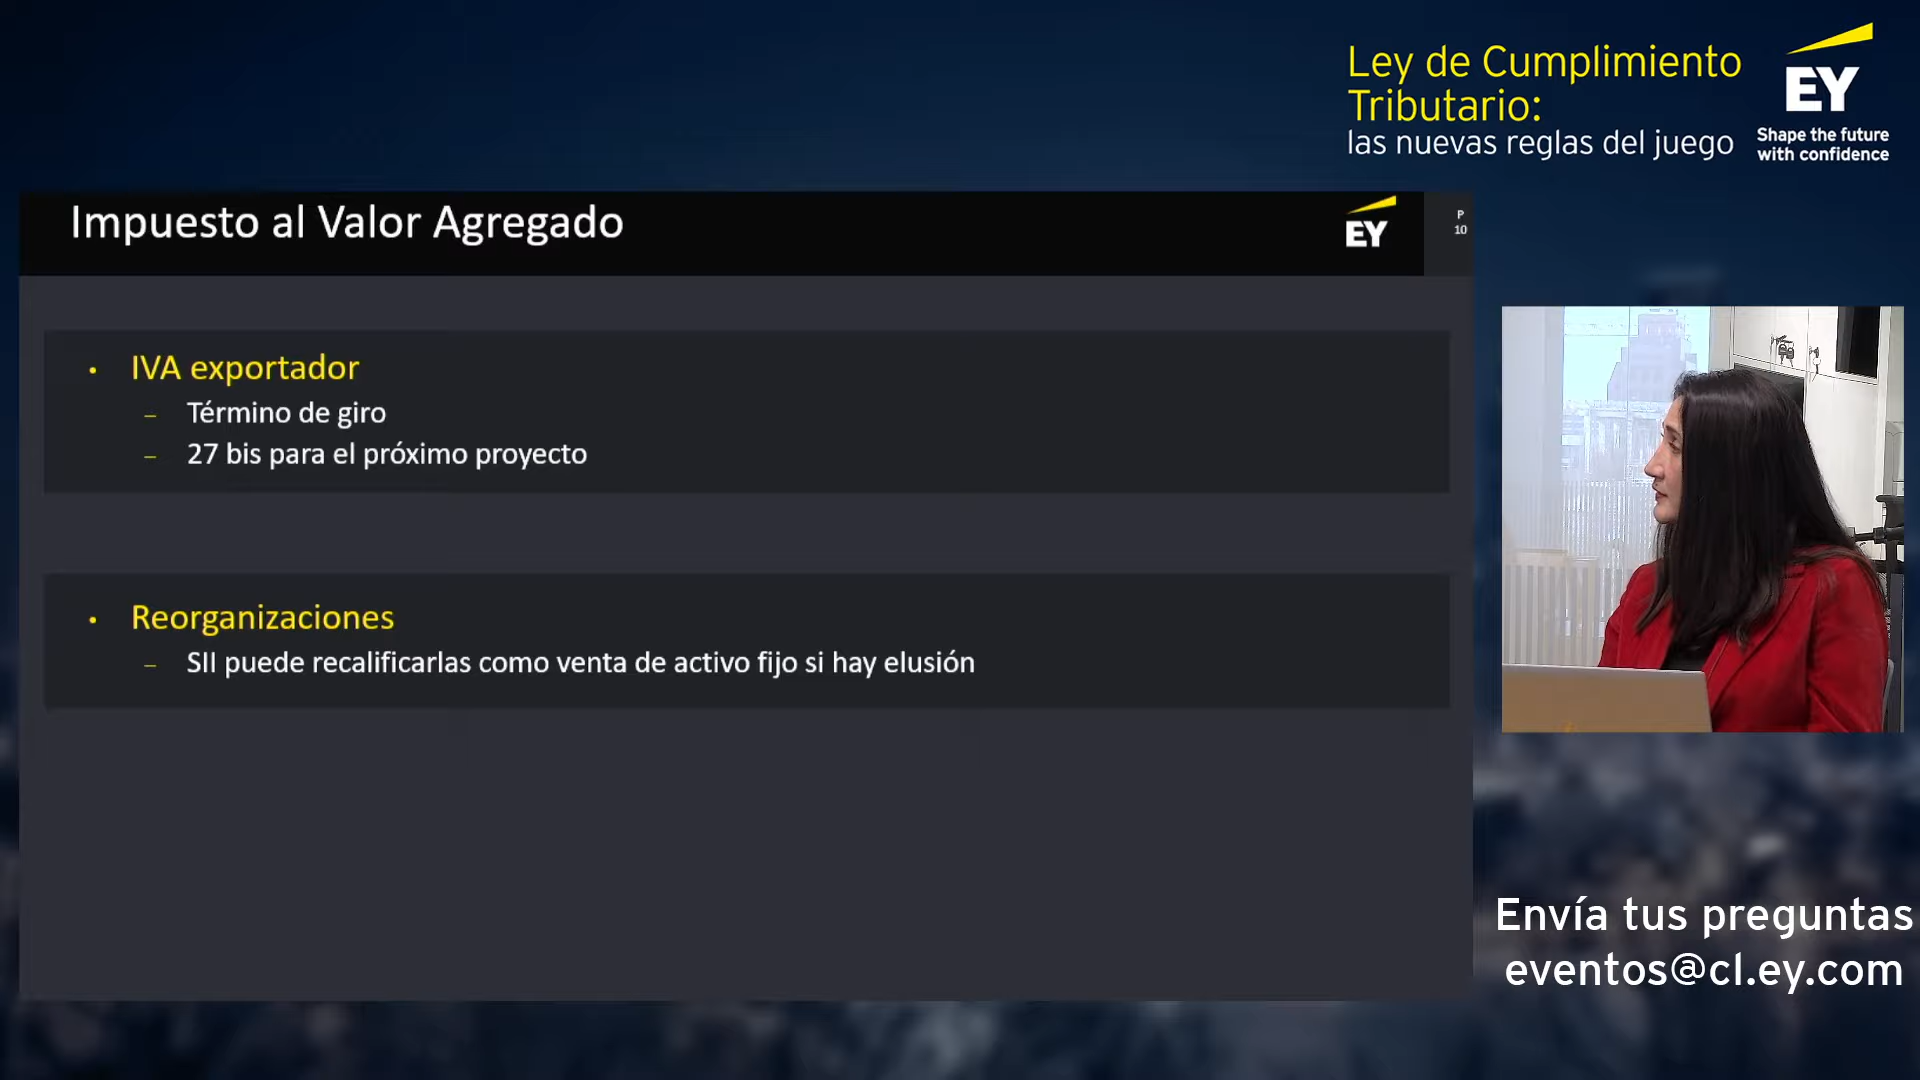 Ley de Cumplimiento
Tributario:
las nuevas reglas del juego
EY
Shape the future
with confidence
Impuesto al Valor Agregado
EY
P
10
• IVA exportador
– Término de giro
– 27 bis para el próximo proyecto
• Reorganizaciones
– SII puede recalificarlas como venta de activo fijo si hay elusión
Envía tus preguntas
eventos@cl.ey.com